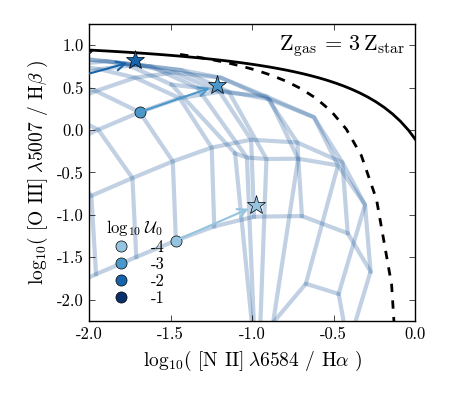 Z_gas = 3 Z_star
1.0
0.5
0.0
-0.5
-1.0
-1.5
-2.0
log₁₀( [O III] λ5007 / Hβ )
log₁₀ 𝒰₀
-4
-3
-2
-1
-2.0 -1.5 -1.0 -0.5 0.0
log₁₀( [N II] λ6584 / Hα )